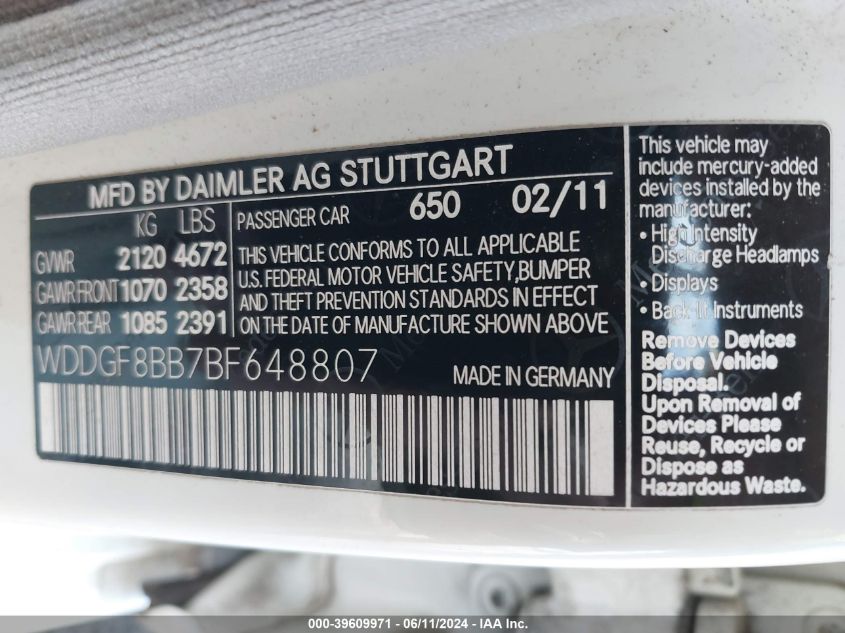 MFD BY DAIMLER AG STUTTGART
KG LBS
GVWR 2120 4672
GAWR FRONT 1070 2358
GAWR REAR 1085 2391
PASSENGER CAR 650 02/11
THIS VEHICLE CONFORMS TO ALL APPLICABLE
U.S. FEDERAL MOTOR VEHICLE SAFETY,BUMPER
AND THEFT PREVENTION STANDARDS IN EFFECT
ON THE DATE OF MANUFACTURE SHOWN ABOVE
WDDGF8BB7BF648807
MADE IN GERMANY
This vehicle may
include mercury-added
devices installed by the
manufacturer:
• High Intensity
Discharge Headlamps
• Displays
• Back lit Instruments
Remove Devices
Before Vehicle
Disposal.
Upon Removal of
Devices Please
Reuse, Recycle or
Dispose as
Hazardous Waste.
000-39609971 - 06/11/2024 - IAA Inc.